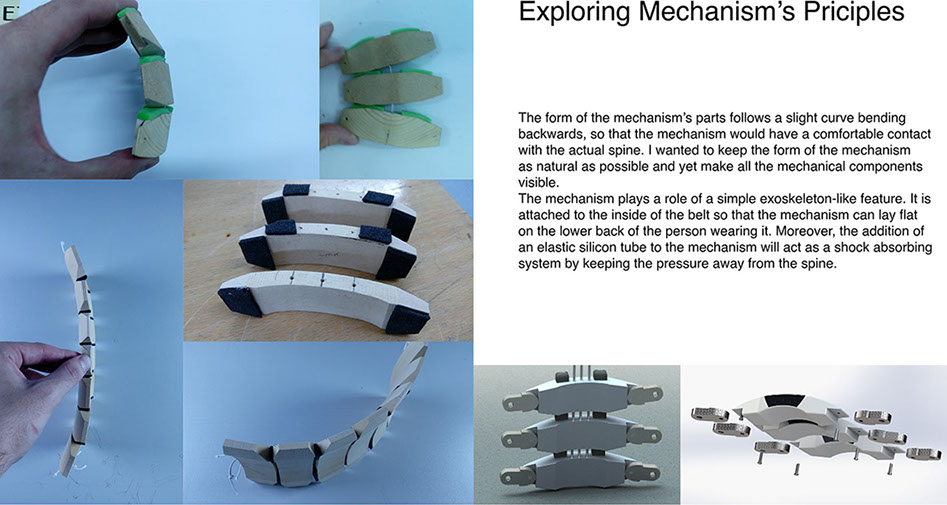 Exploring Mechanism's Priciples
The form of the mechanism's parts follows a slight curve bending
backwards, so that the mechanism would have a comfortable contact
with the actual spine. I wanted to keep the form of the mechanism
as natural as possible and yet make all the mechanical components
visible.
The mechanism plays a role of a simple exoskeleton-like feature. It is
attached to the inside of the belt so that the mechanism can lay flat
on the lower back of the person wearing it. Moreover, the addition of
an elastic silicon tube to the mechanism will act as a shock absorbing
system by keeping the pressure away from the spine.